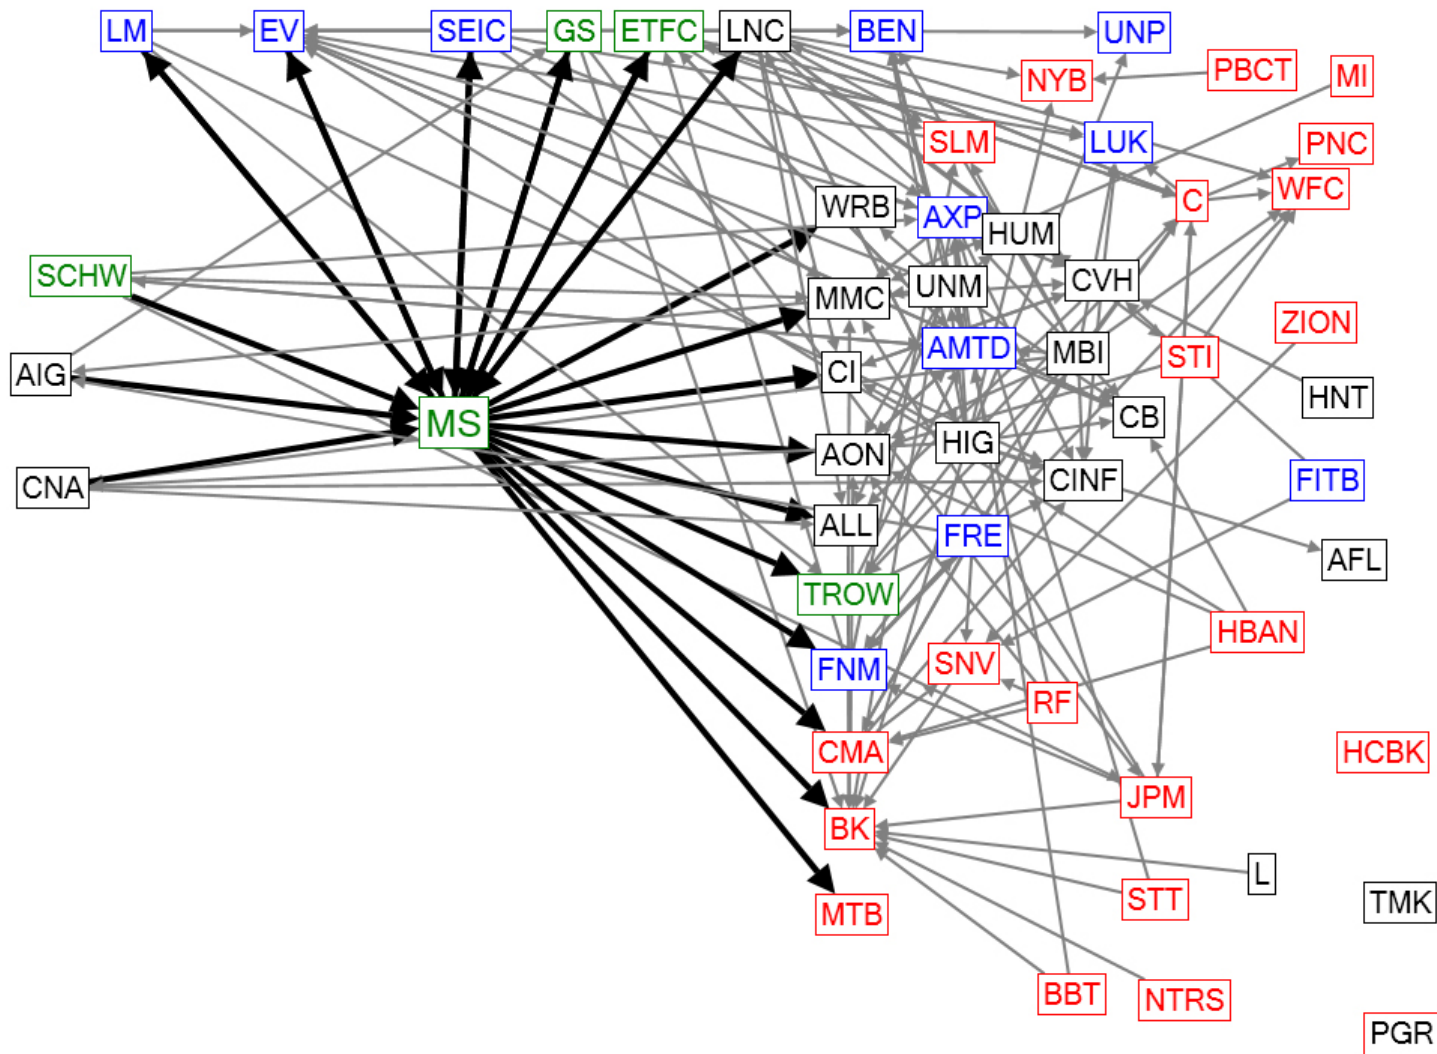 LM EV SEIC GS ETFC LNC BEN UNP
NYB PBCT MI
SLM LUK PNC
WRB AXP HUM C WFC
SCHW MMC UNM CVH
ZION
AIG CI AMTD MBI STI
MS AON HIG CB HNT
CNA ALL CINF FITB
FRE AFL
TROW
FNM SNV HBAN
RF
CMA HCBK
BK JPM
L
MTB STT TMK
BBT NTRS
PGR